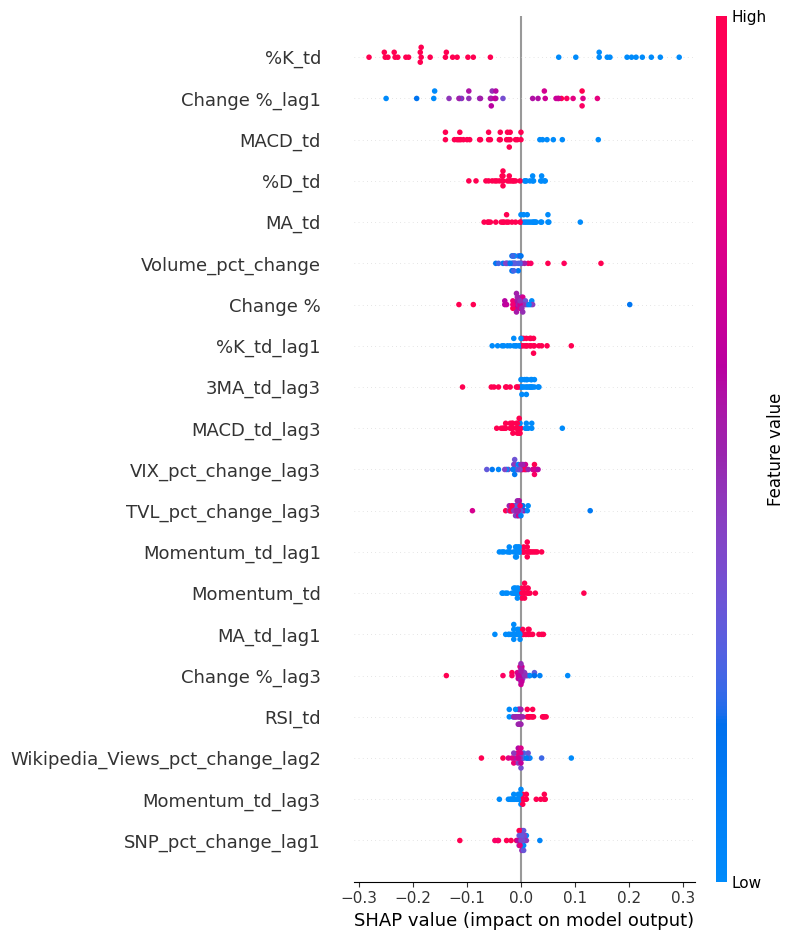 High
%K_td
Change %_lag1
MACD_td
%D_td
MA_td
Volume_pct_change
Change %
%K_td_lag1
3MA_td_lag3
MACD_td_lag3
VIX_pct_change_lag3
TVL_pct_change_lag3
Momentum_td_lag1
Momentum_td
MA_td_lag1
Change %_lag3
RSI_td
Wikipedia_Views_pct_change_lag2
Momentum_td_lag3
SNP_pct_change_lag1
Feature value
Low
−0.3 −0.2 −0.1 0.0 0.1 0.2 0.3
SHAP value (impact on model output)